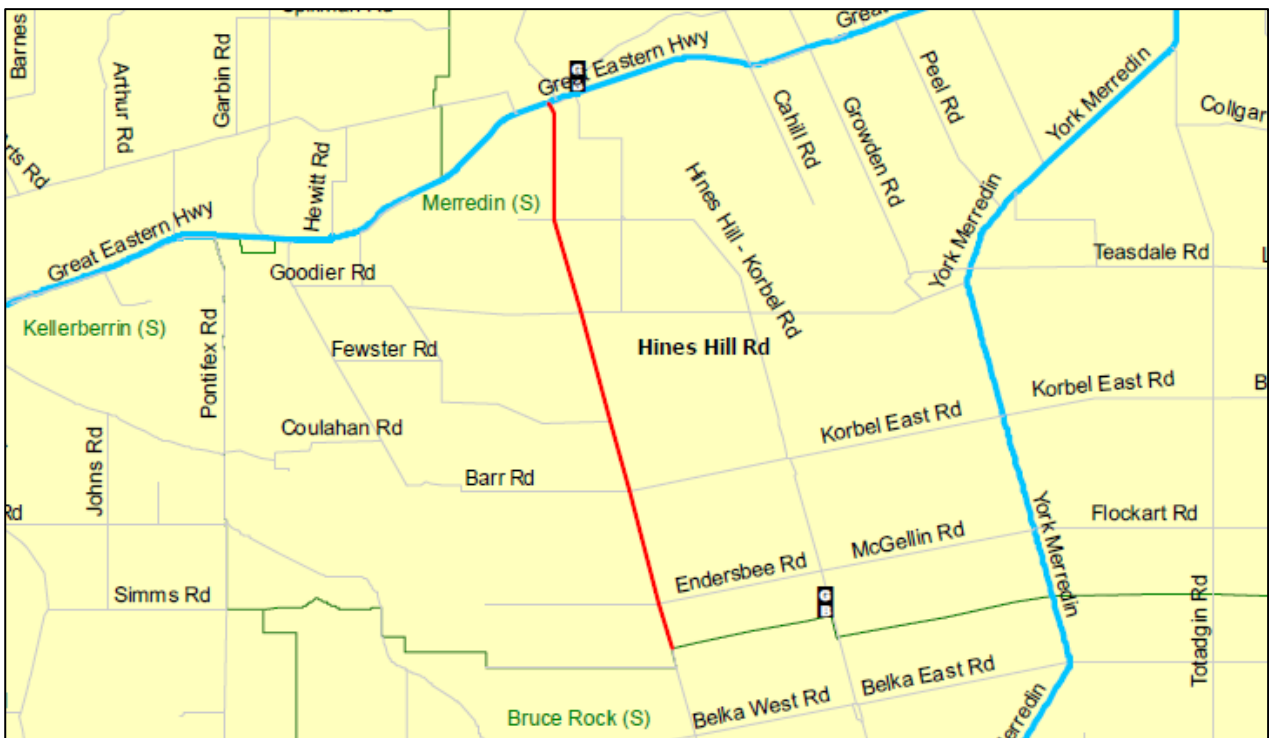 Barnes
Spikman Rd
Great
Garbin Rd
Arthur Rd
Great Eastern Hwy
Peel Rd
York Merredin
Collgar
Cahill Rd
Growden Rd
Hewitt Rd
Merredin (S)
Hines Hill - Korbel Rd
York Merredin
Great Eastern Hwy
Teasdale Rd
Goodier Rd
Kellerberrin (S)
Pontifex Rd
Fewster Rd
Hines Hill Rd
Korbel East Rd
B
Korbel East Rd
Coulahan Rd
Johns Rd
Barr Rd
York Merredin
Rd
Flockart Rd
McGellin Rd
Endersbee Rd
Simms Rd
Totadgin Rd
Belka East Rd
Belka West Rd
Bruce Rock (S)
Merredin